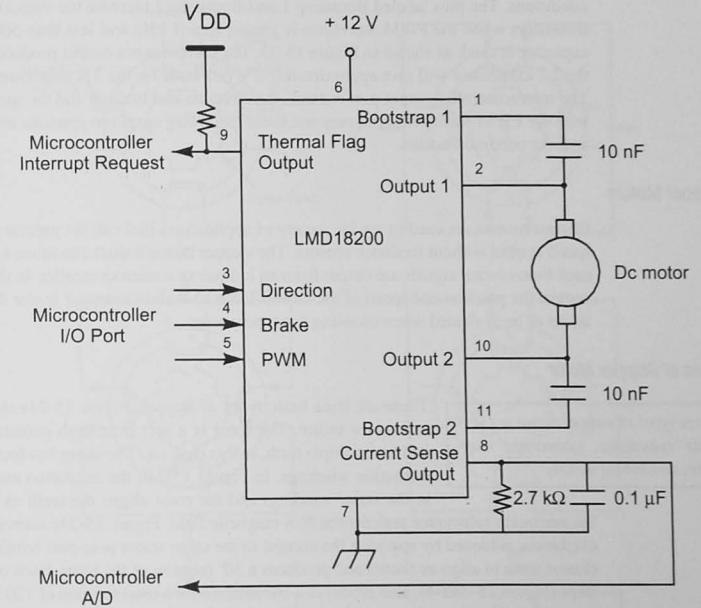 VDD
+ 12 V
6
1
Bootstrap 1
9
Thermal Flag
Output
Microcontroller
Interrupt Request
10 nF
2
Output 1
LMD18200
Dc motor
3
Direction
Microcontroller
I/O Port
4
Brake
5
PWM
Output 2
10
10 nF
11
Bootstrap 2
8
Current Sense
Output
2.7 kΩ
0.1 µF
7
Microcontroller
A/D